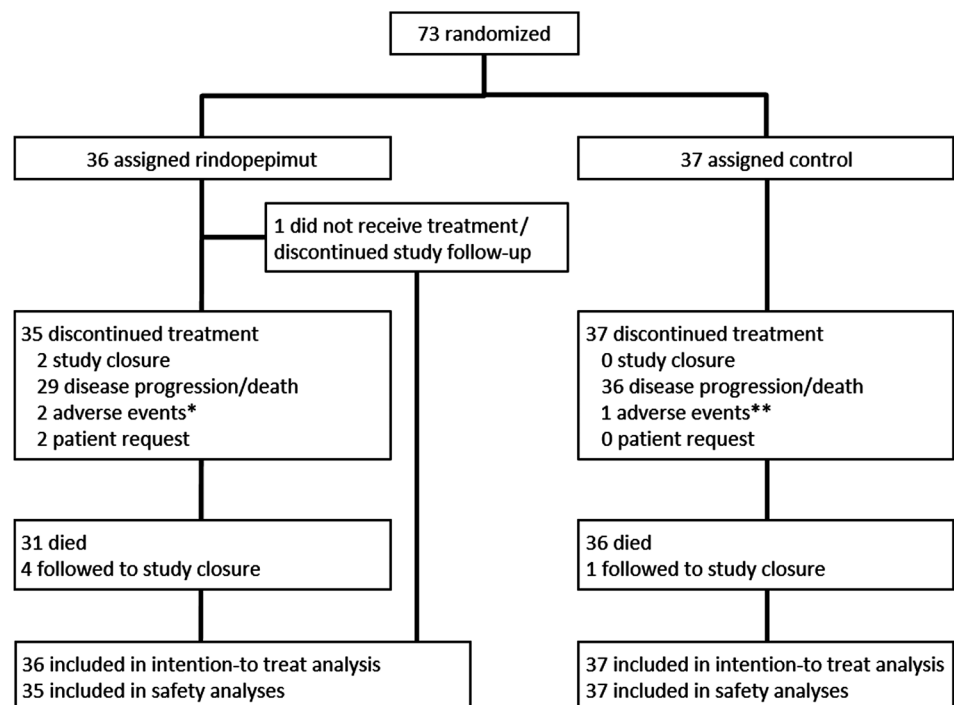 73 randomized
36 assigned rindopepimut
37 assigned control
1 did not receive treatment/
discontinued study follow-up
35 discontinued treatment
2 study closure
29 disease progression/death
2 adverse events*
2 patient request
37 discontinued treatment
0 study closure
36 disease progression/death
1 adverse events**
0 patient request
31 died
4 followed to study closure
36 died
1 followed to study closure
36 included in intention-to treat analysis
35 included in safety analyses
37 included in intention-to treat analysis
37 included in safety analyses